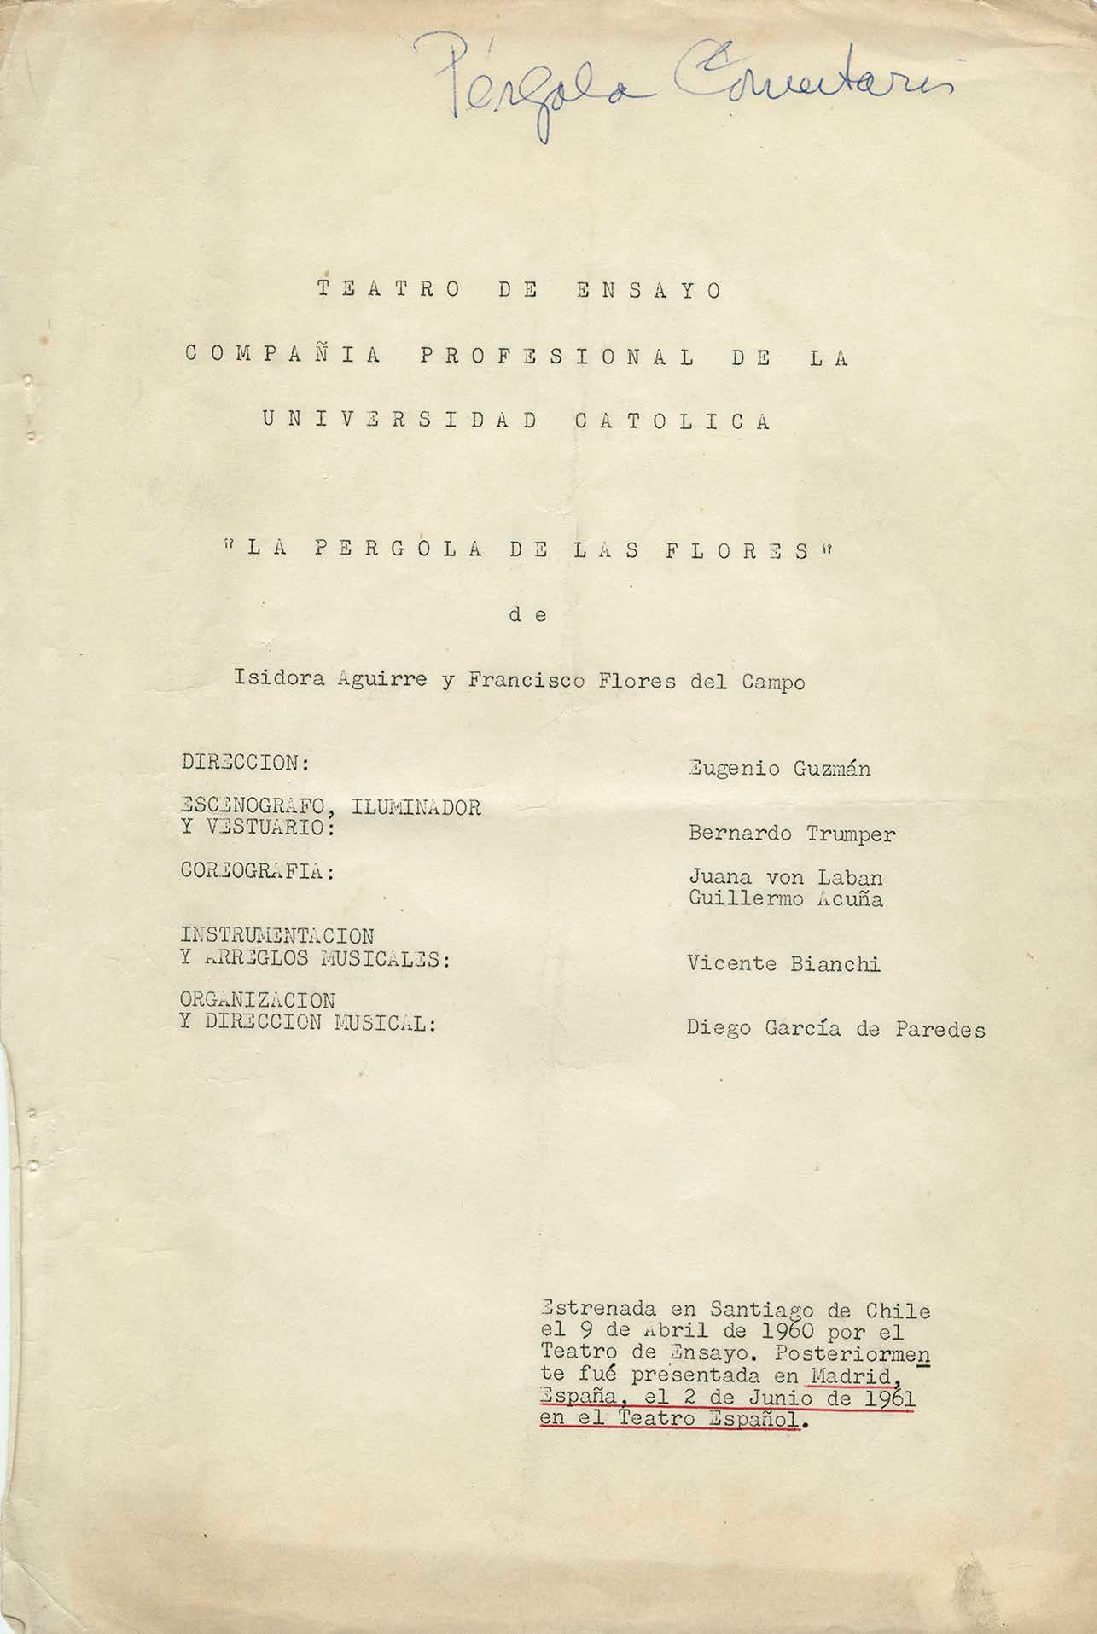 Pérgola Comentario
TEATRO DE ENSAYO
COMPAÑIA PROFESIONAL DE LA
UNIVERSIDAD CATOLICA
"LA PERGOLA DE LAS FLORES"
de
Isidora Aguirre y Francisco Flores del Campo
DIRECCION: Eugenio Guzmán
ESCENOGRAFO, ILUMINADOR
Y VESTUARIO: Bernardo Trumper
COREOGRAFIA: Juana von Laban
Guillermo Acuña
INSTRUMENTACION
Y ARREGLOS MUSICALES: Vicente Bianchi
ORGANIZACION
Y DIRECCION MUSICAL: Diego García de Paredes
Estrenada en Santiago de Chile
el 9 de Abril de 1960 por el
Teatro de Ensayo. Posteriormen
te fué presentada en Madrid,
España, el 2 de Junio de 1961
en el Teatro Español.